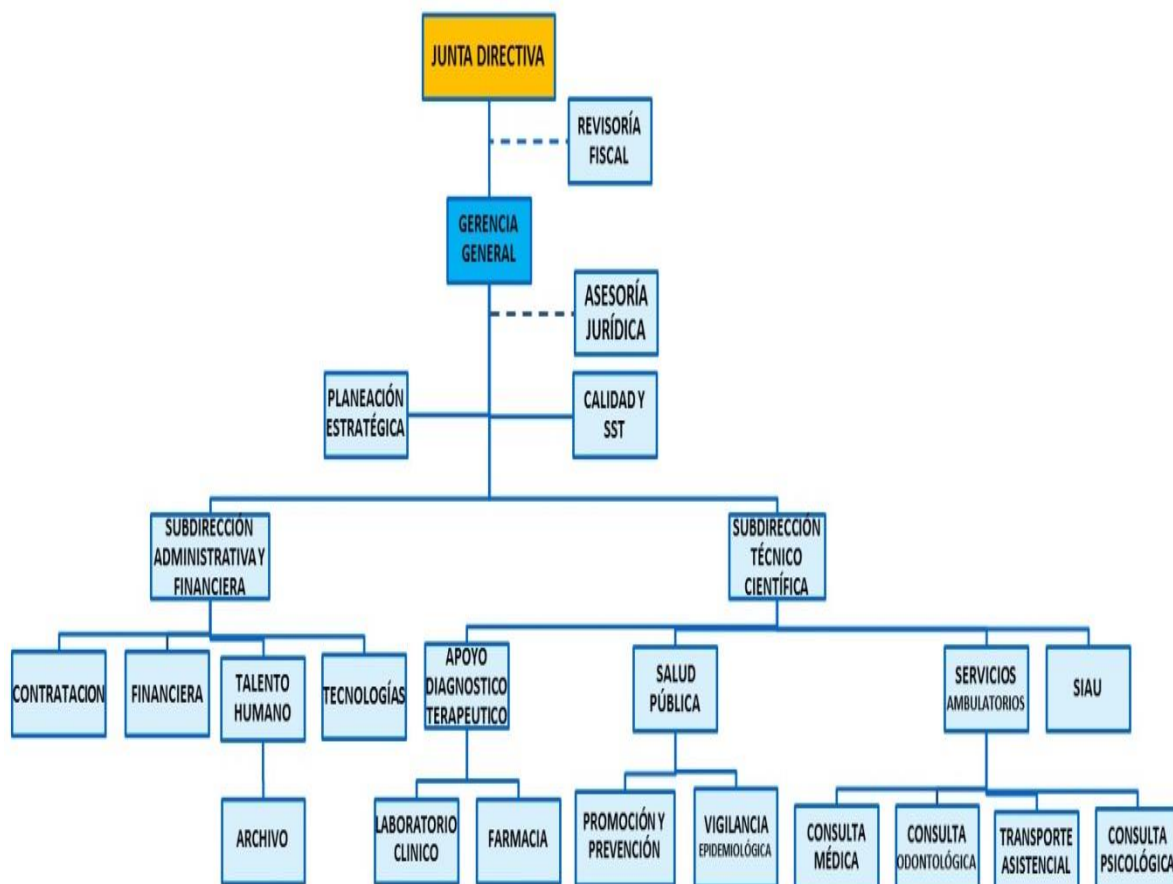 JUNTA DIRECTIVA
REVISORÍA
FISCAL
GERENCIA
GENERAL
ASESORÍA
JURÍDICA
PLANEACIÓN
ESTRATÉGICA
CALIDAD Y
SST
SUBDIRECCIÓN
ADMINISTRATIVA Y
FINANCIERA
SUBDIRECCIÓN
TÉCNICO
CIENTÍFICA
CONTRATACION
FINANCIERA
TALENTO
HUMANO
TECNOLOGÍAS
APOYO
DIAGNOSTICO
TERAPEUTICO
SALUD
PÚBLICA
SERVICIOS
AMBULATORIOS
SIAU
ARCHIVO
LABORATORIO
CLINICO
FARMACIA
PROMOCIÓN Y
PREVENCIÓN
VIGILANCIA
EPIDEMIOLÓGICA
CONSULTA
MÉDICA
CONSULTA
ODONTOLÓGICA
TRANSPORTE
ASISTENCIAL
CONSULTA
PSICOLÓGICA